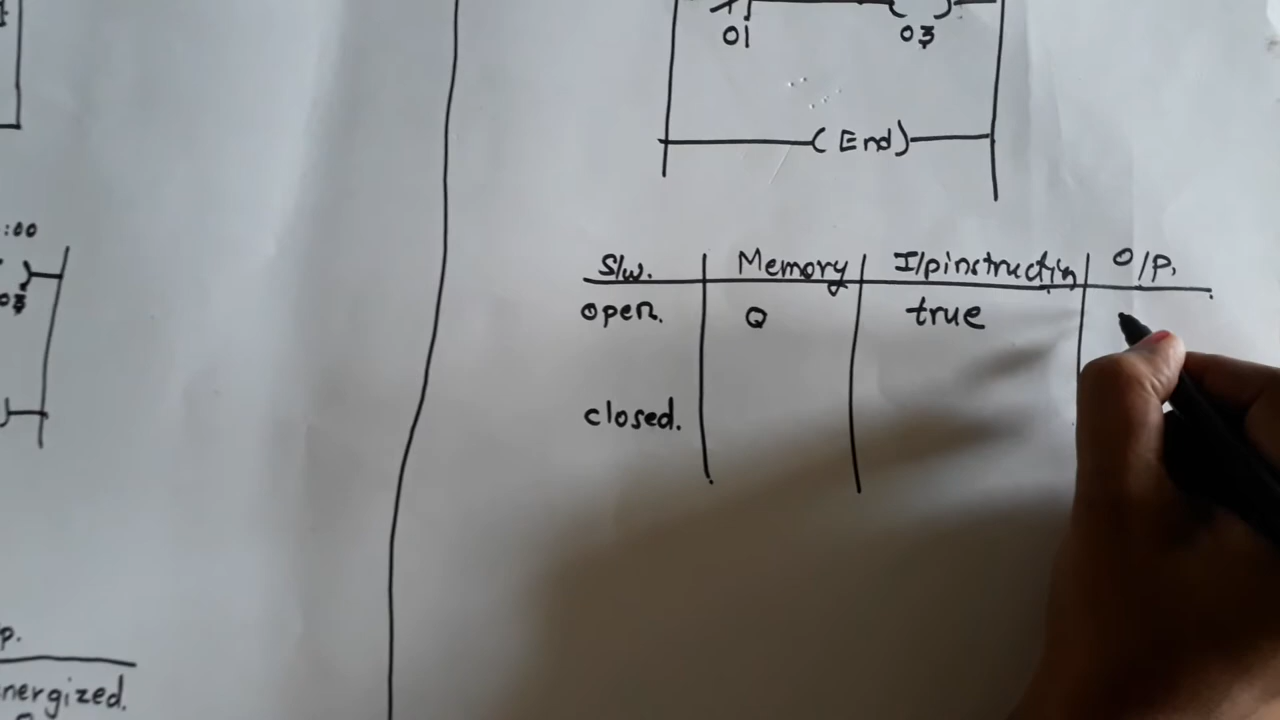 01 03
( End )
:00
03
S/w. Memory I/p instruction O/P.
open. 0 true
closed.
p.
nergized.